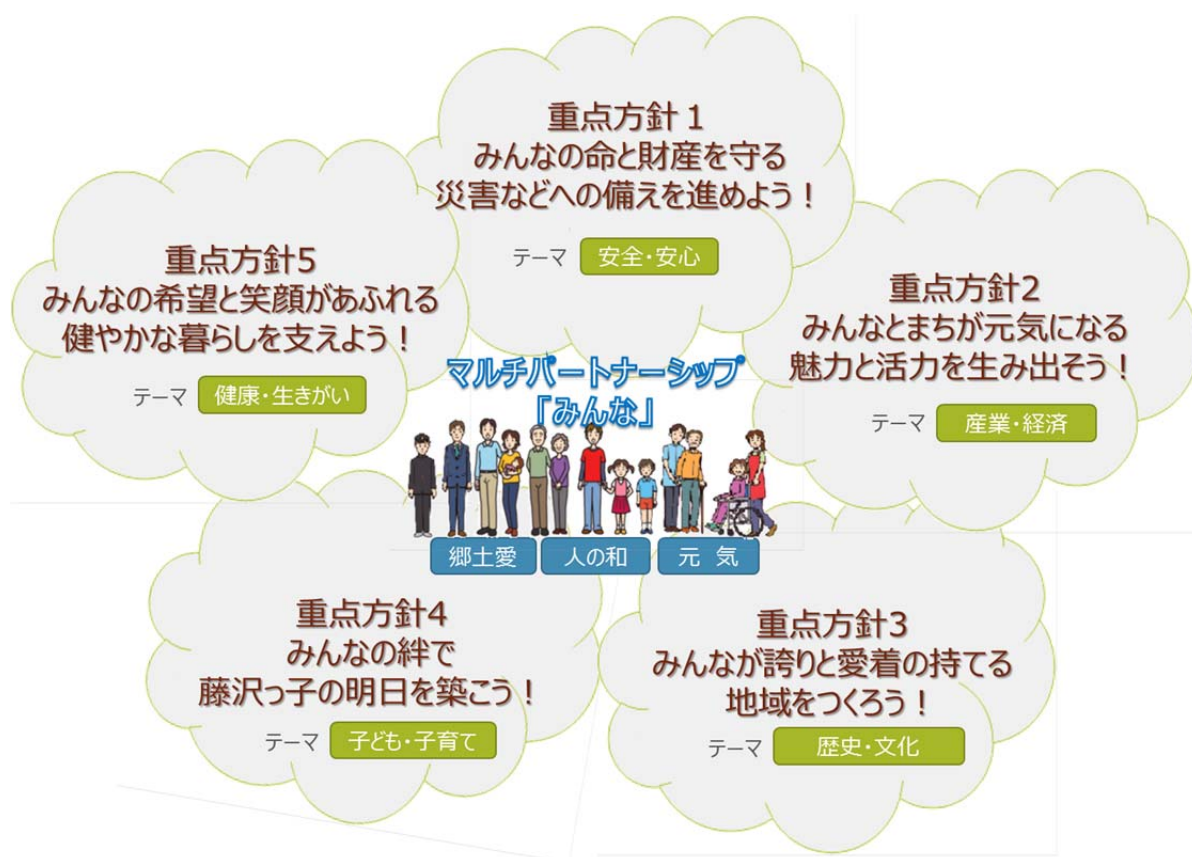 重点方針１
みんなの命と財産を守る
災害などへの備えを進めよう！
テーマ 安全・安心
重点方針2
みんなとまちが元気になる
魅力と活力を生み出そう！
テーマ 産業・経済
重点方針3
みんなが誇りと愛着の持てる
地域をつくろう！
テーマ 歴史・文化
重点方針4
みんなの絆で
藤沢っ子の明日を築こう！
テーマ 子ども・子育て
重点方針5
みんなの希望と笑顔があふれる
健やかな暮らしを支えよう！
テーマ 健康・生きがい
マルチパートナーシップ
「みんな」
郷土愛 人の和 元 気